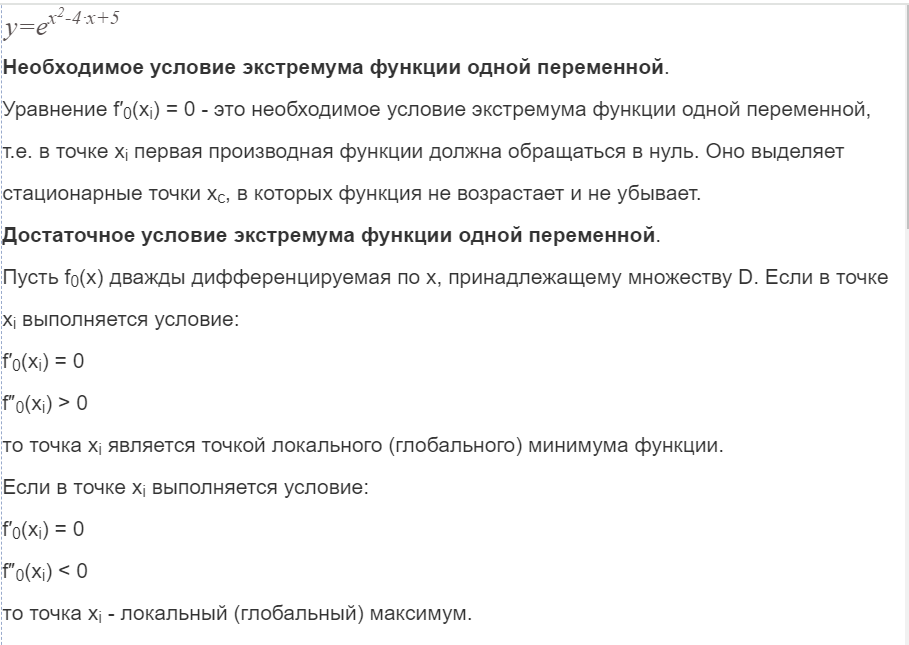 y=e^{x^2-4·x+5}
Необходимое условие экстремума функции одной переменной.
Уравнение f'₀(xᵢ) = 0 - это необходимое условие экстремума функции одной переменной,
т.е. в точке xᵢ первая производная функции должна обращаться в нуль. Оно выделяет
стационарные точки x_c, в которых функция не возрастает и не убывает.
Достаточное условие экстремума функции одной переменной.
Пусть f₀(x) дважды дифференцируемая по x, принадлежащему множеству D. Если в точке
xᵢ выполняется условие:
f'₀(xᵢ) = 0
f''₀(xᵢ) > 0
то точка xᵢ является точкой локального (глобального) минимума функции.
Если в точке xᵢ выполняется условие:
f'₀(xᵢ) = 0
f''₀(xᵢ) < 0
то точка xᵢ - локальный (глобальный) максимум.